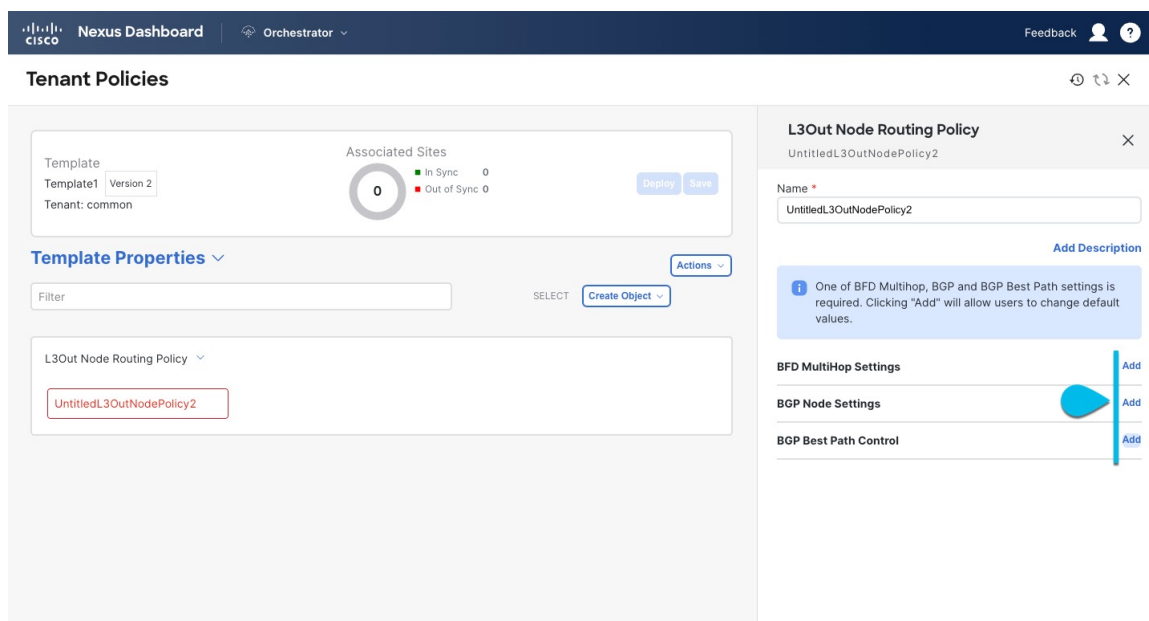 CISCO
Nexus Dashboard
Orchestrator
Feedback
?
Tenant Policies
Template
Template1
Version 2
Tenant: common
Associated Sites
0
In Sync 0
Out of Sync 0
Deploy
Save
Template Properties
Actions
Filter
SELECT
Create Object
L3Out Node Routing Policy
UntitledL3OutNodePolicy2
L3Out Node Routing Policy
UntitledL3OutNodePolicy2
Name *
UntitledL3OutNodePolicy2
Add Description
i
One of BFD Multihop, BGP and BGP Best Path settings is
required. Clicking "Add" will allow users to change default
values.
BFD MultiHop Settings Add
BGP Node Settings Add
BGP Best Path Control Add